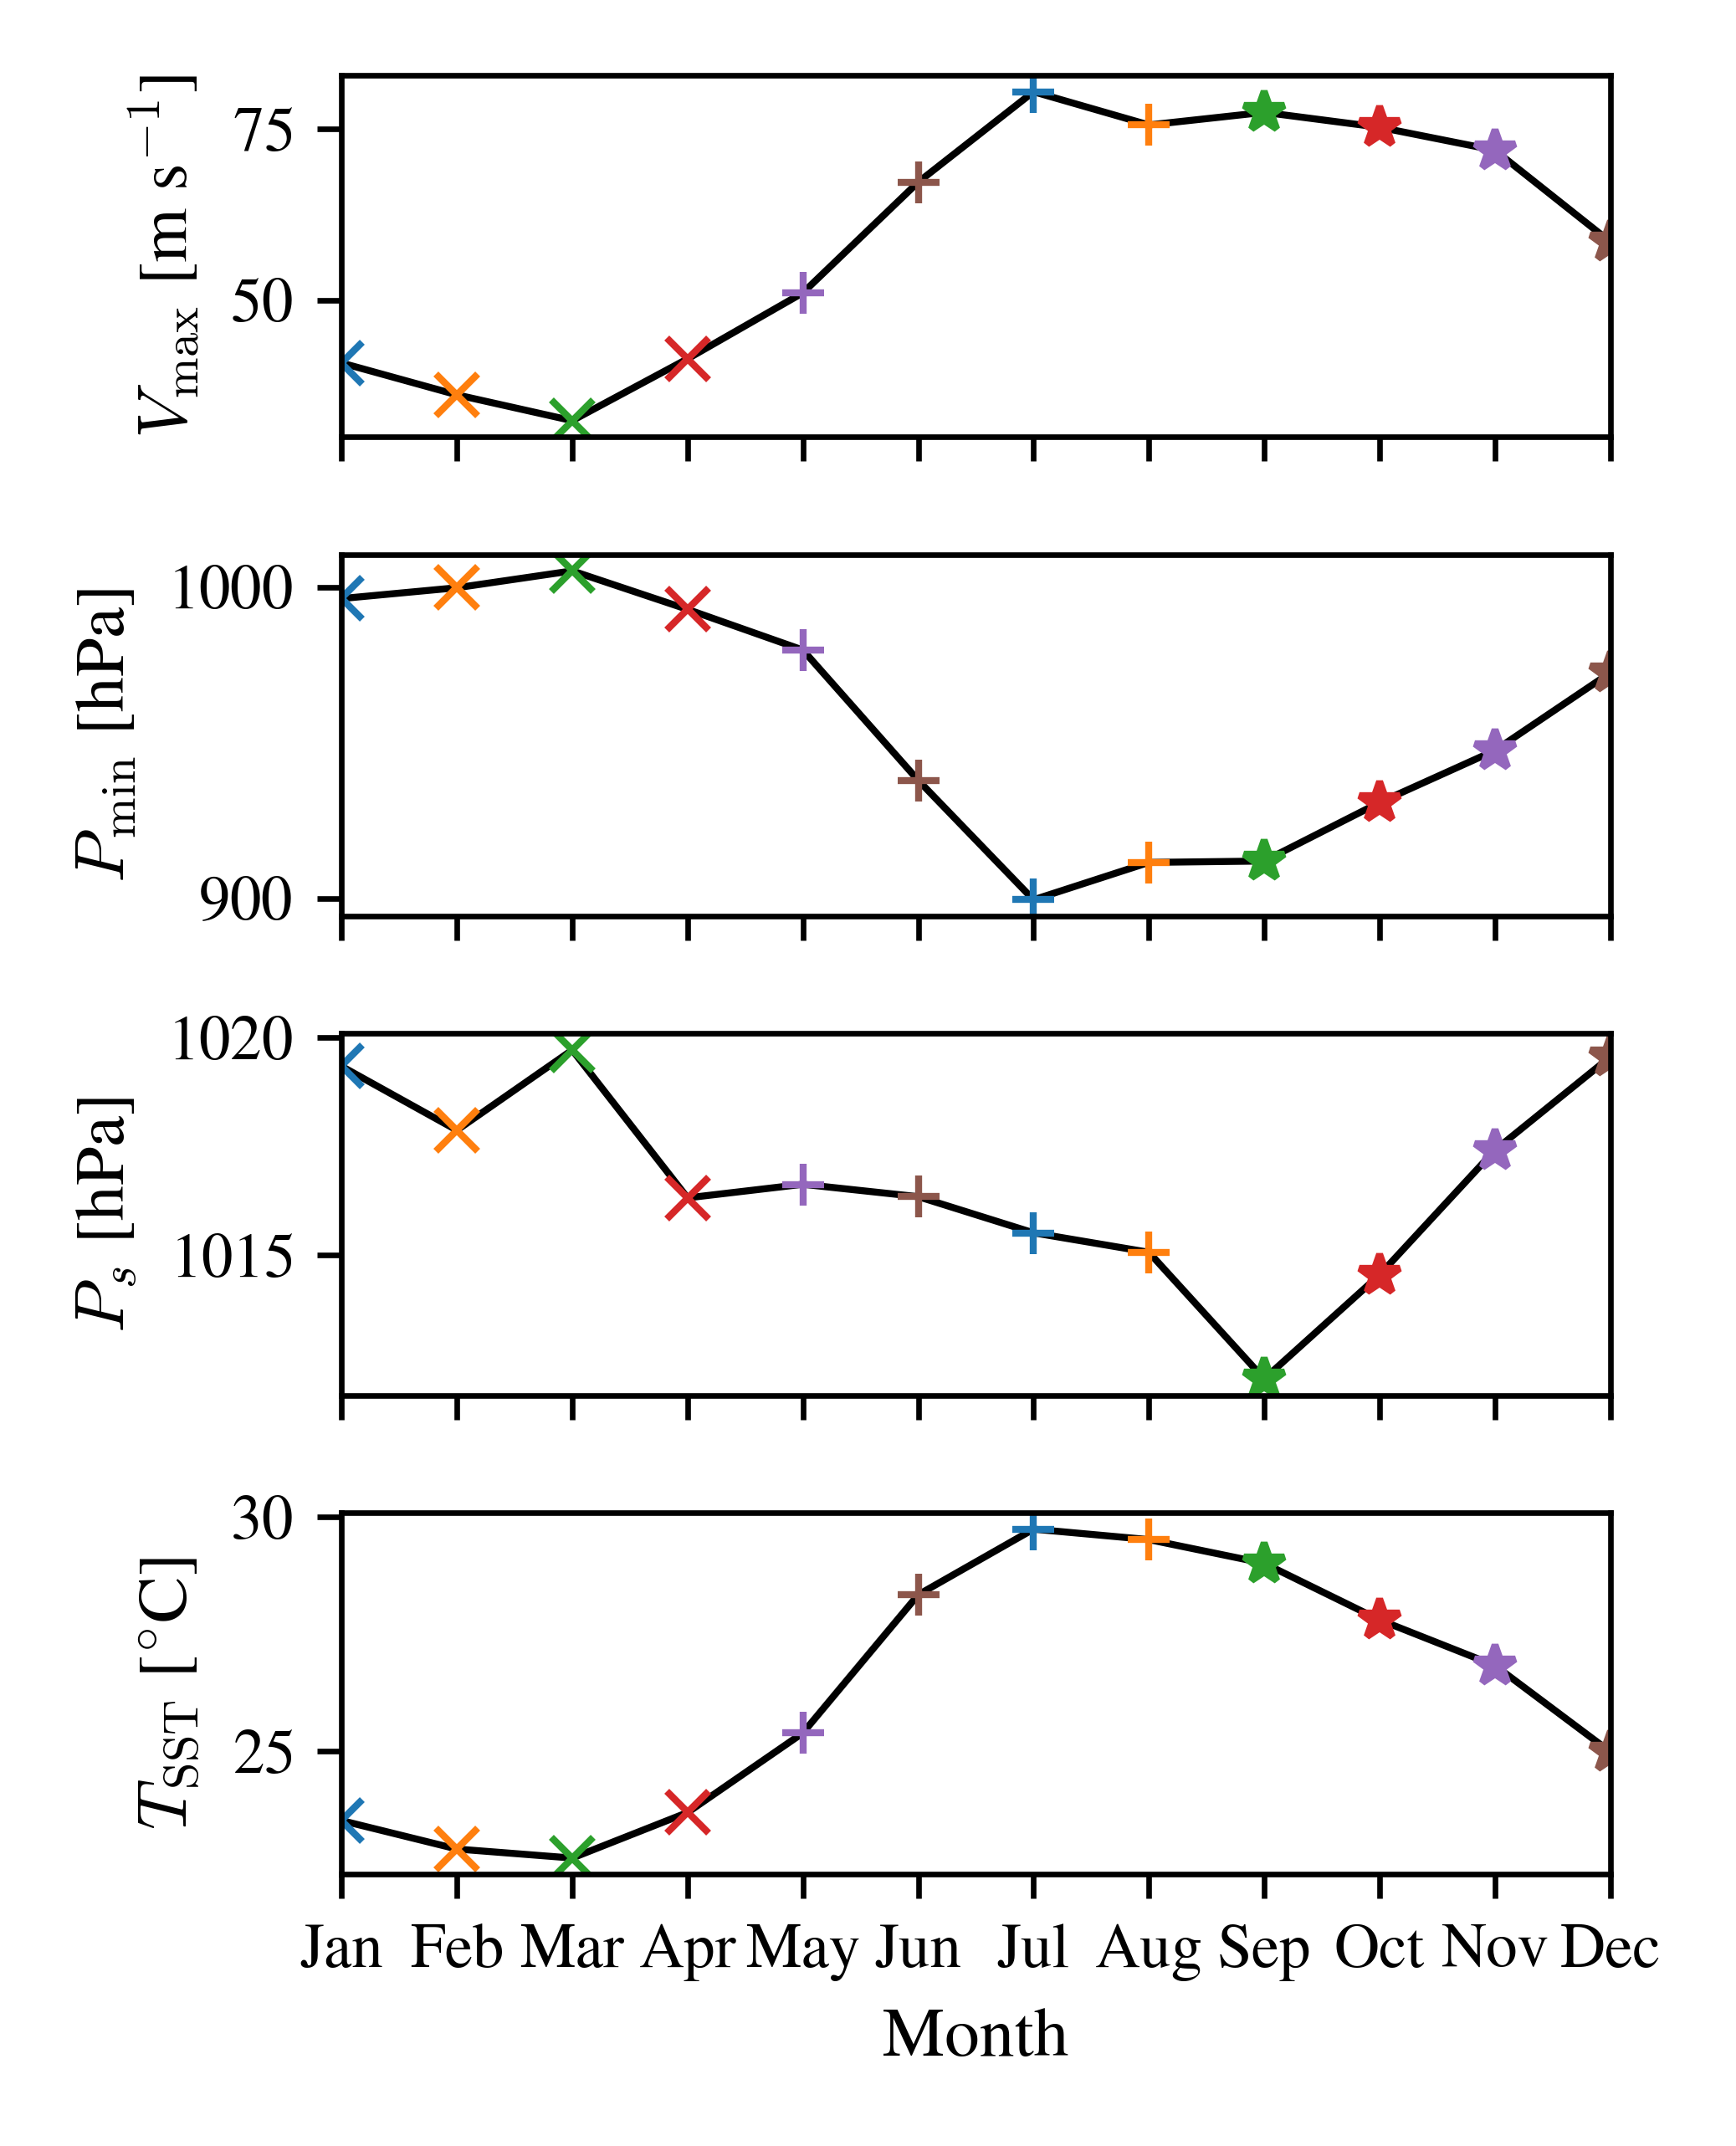 V_max [m s⁻¹]
75
50
P_min [hPa]
1000
900
P_s [hPa]
1020
1015
T_SST [°C]
30
25
Jan Feb Mar Apr May Jun Jul Aug Sep Oct Nov Dec
Month